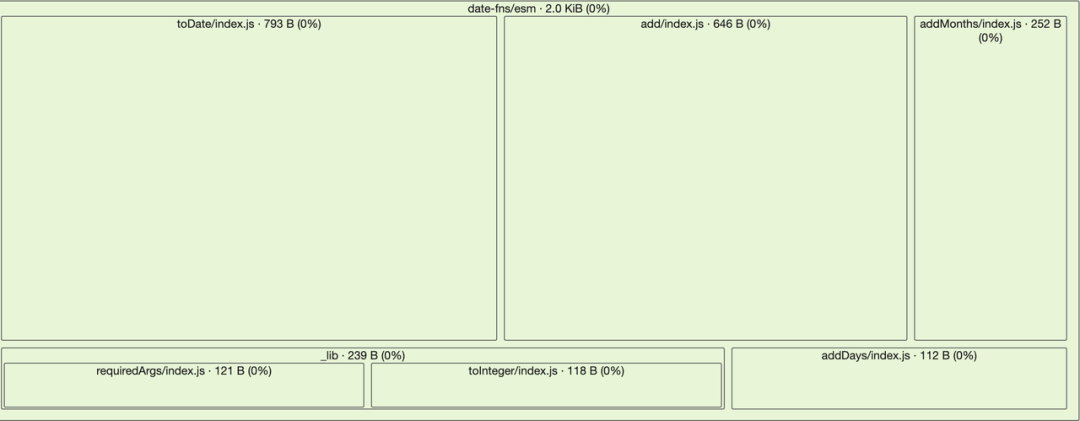 date-fns/esm · 2.0 KiB (0%)
toDate/index.js · 793 B (0%)
add/index.js · 646 B (0%)
addMonths/index.js · 252 B
(0%)
_lib · 239 B (0%)
addDays/index.js · 112 B (0%)
requiredArgs/index.js · 121 B (0%)
toInteger/index.js · 118 B (0%)